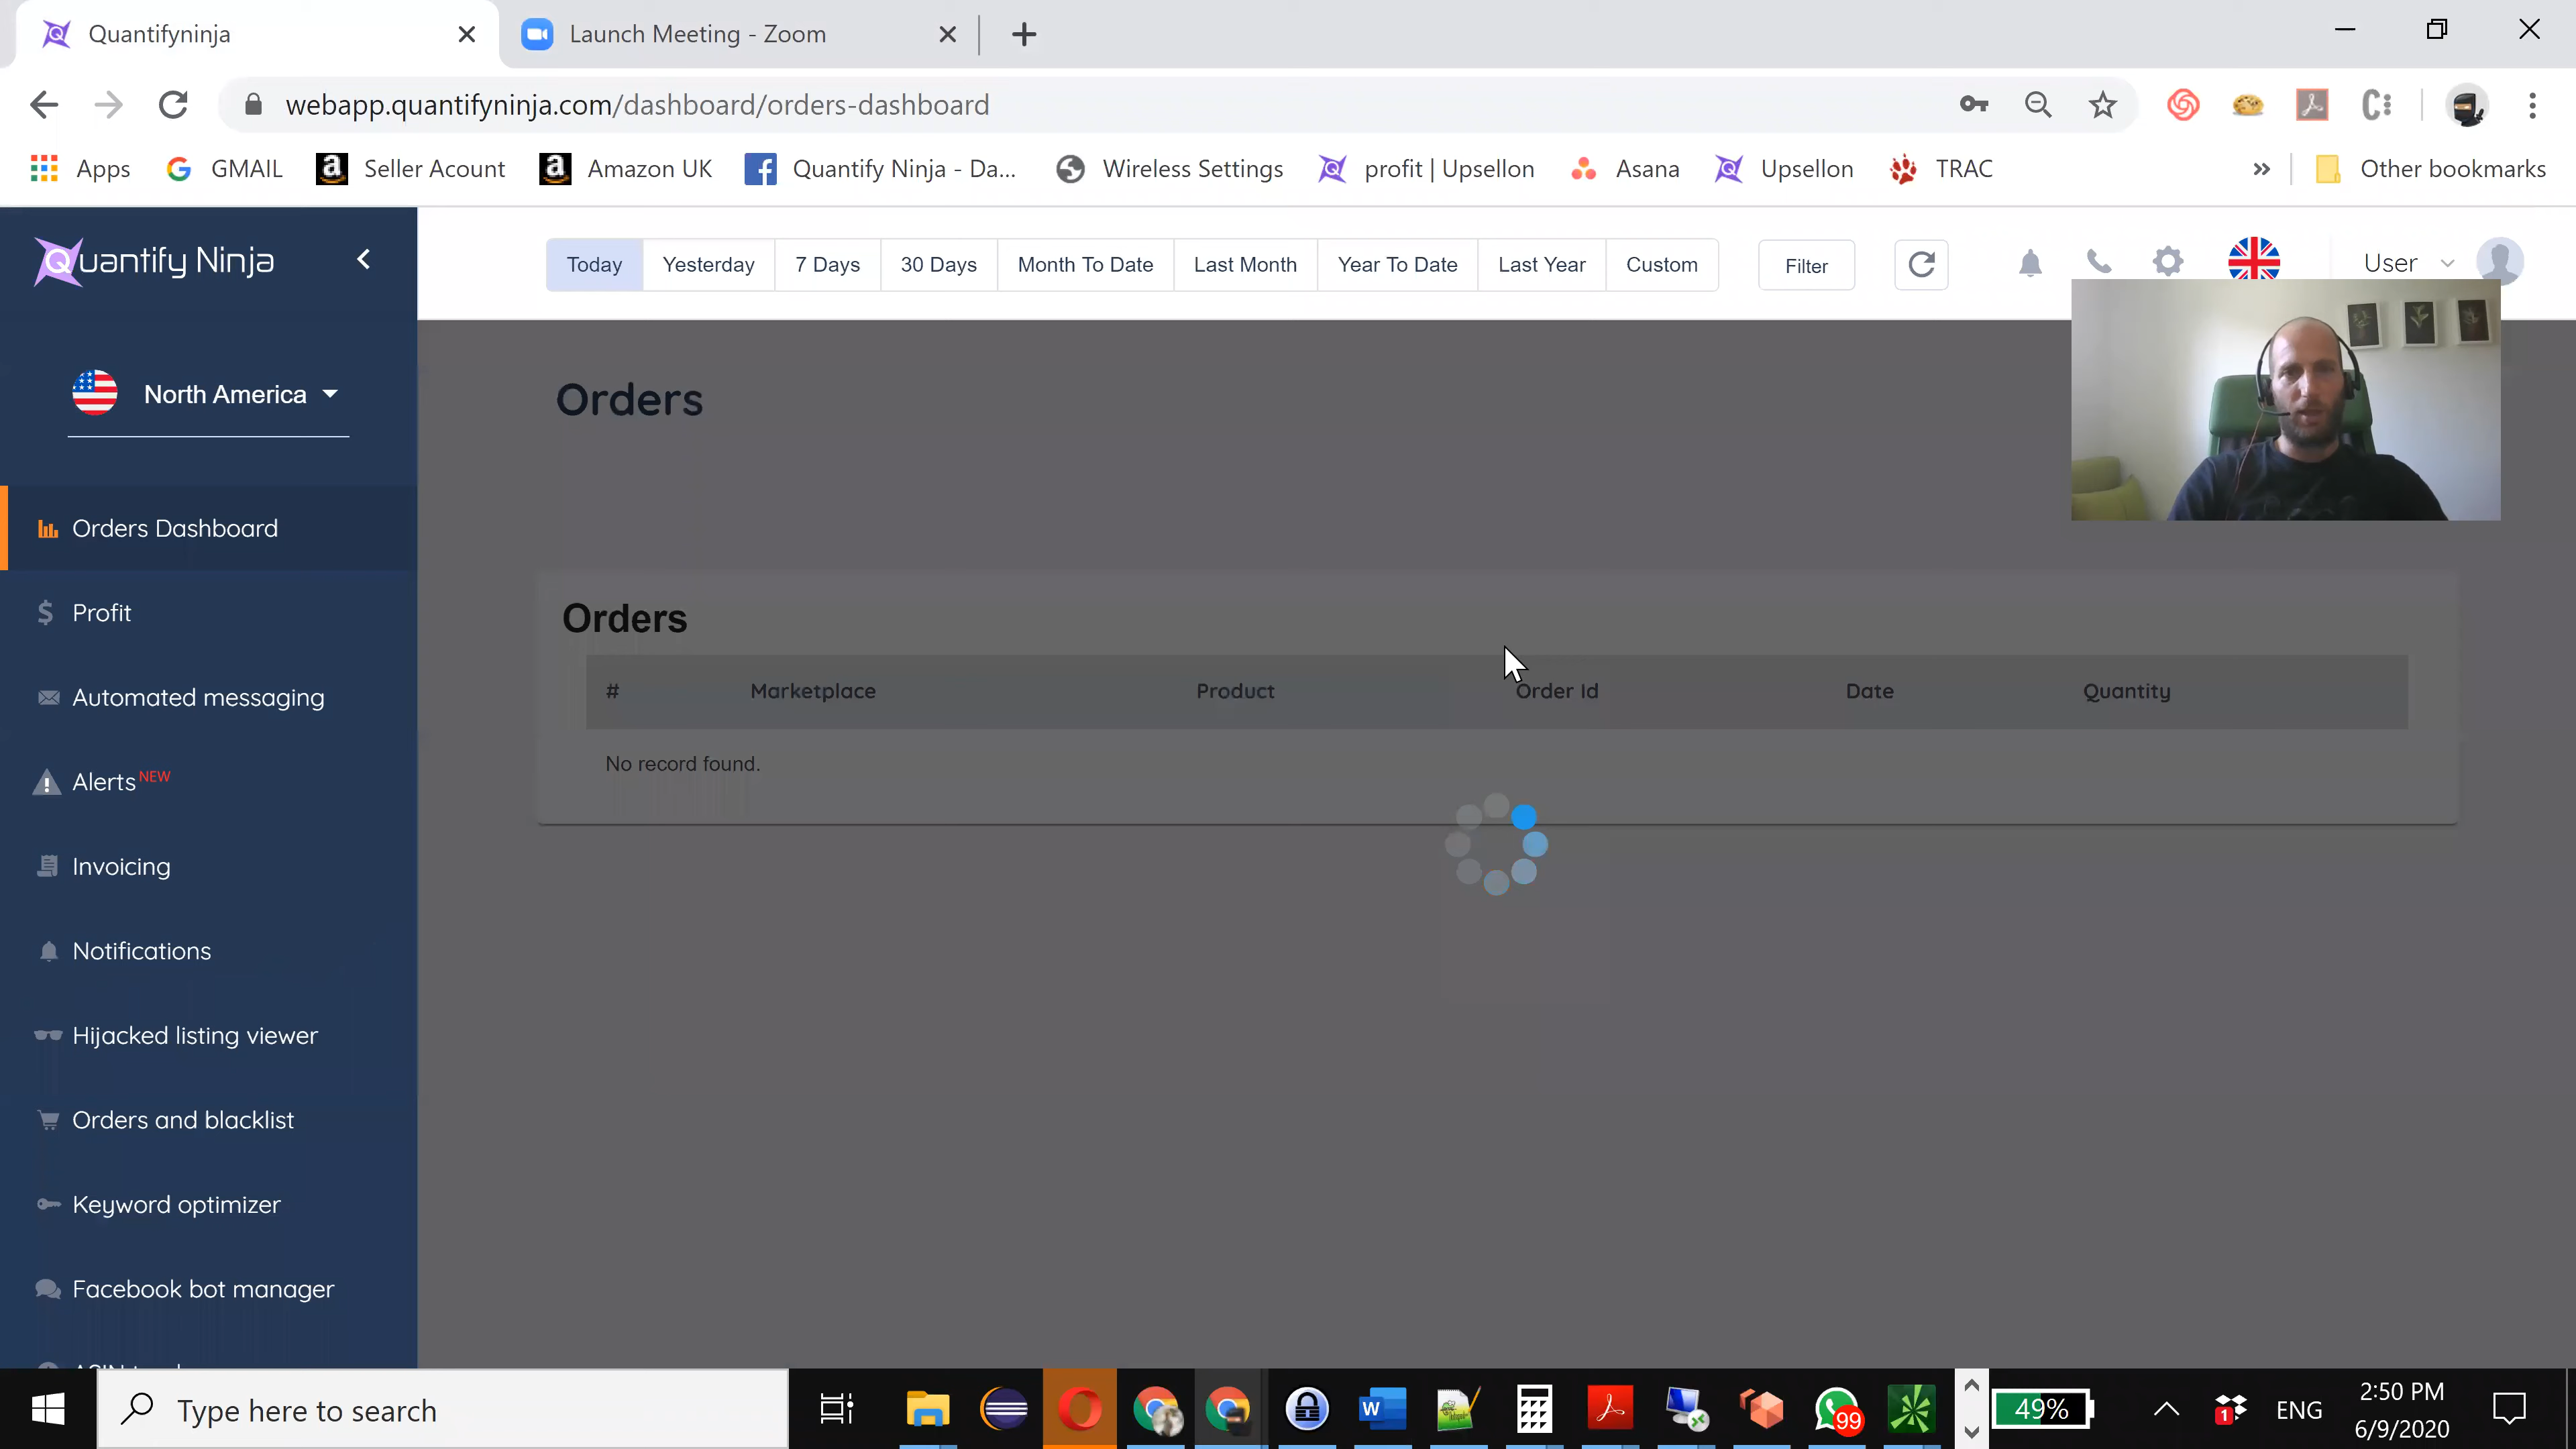 Quantifyninja
Launch Meeting - Zoom
webapp.quantifyninja.com/dashboard/orders-dashboard
Apps
GMAIL
Seller Acount
Amazon UK
Quantify Ninja - Da...
Wireless Settings
profit | Upsellon
Asana
Upsellon
TRAC
Other bookmarks
Quantify Ninja
Today
Yesterday
7 Days
30 Days
Month To Date
Last Month
Year To Date
Last Year
Custom
Filter
User
North America
Orders Dashboard
Profit
Automated messaging
Alerts NEW
Invoicing
Notifications
Hijacked listing viewer
Orders and blacklist
Keyword optimizer
Facebook bot manager
Orders
Orders
# Marketplace Product Order Id Date Quantity
No record found.
Type here to search
99
49%
1
ENG
2:50 PM
6/9/2020